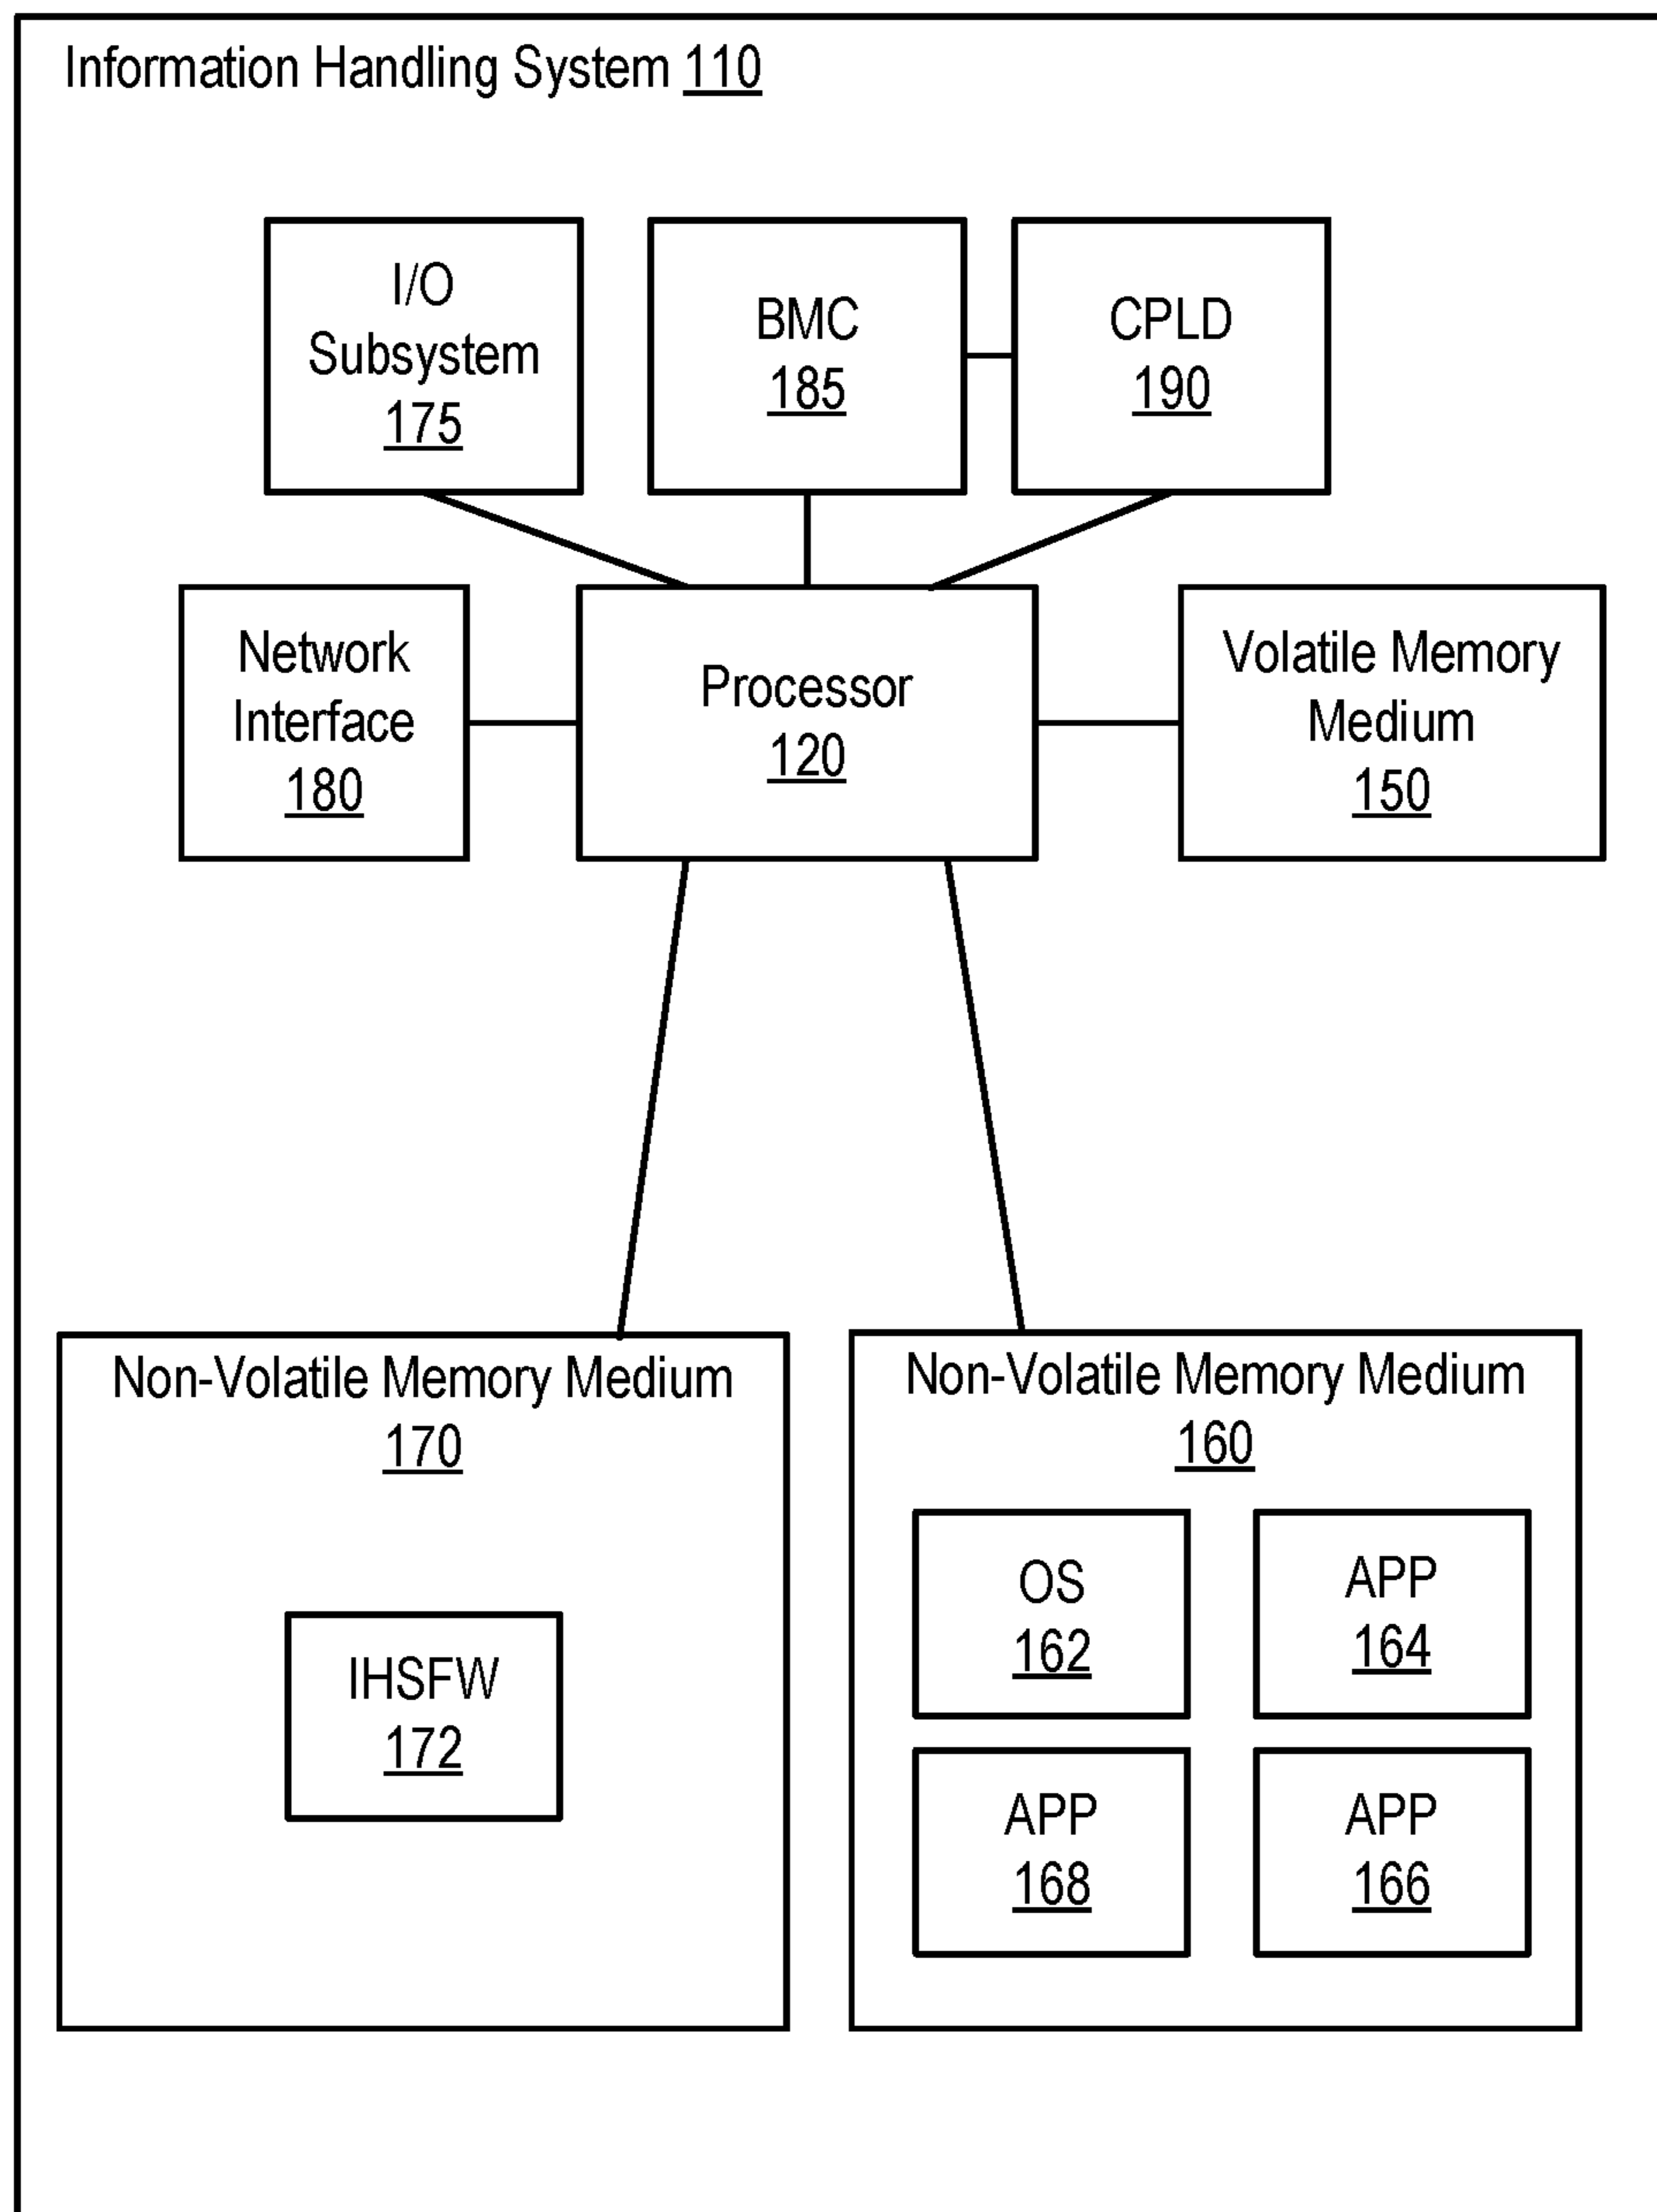 Information Handling System 110
I/O
Subsystem
175
BMC
185
CPLD
190
Network
Interface
180
Processor
120
Volatile Memory
Medium
150
Non-Volatile Memory Medium
170
IHSFW
172
Non-Volatile Memory Medium
160
OS
162
APP
164
APP
168
APP
166